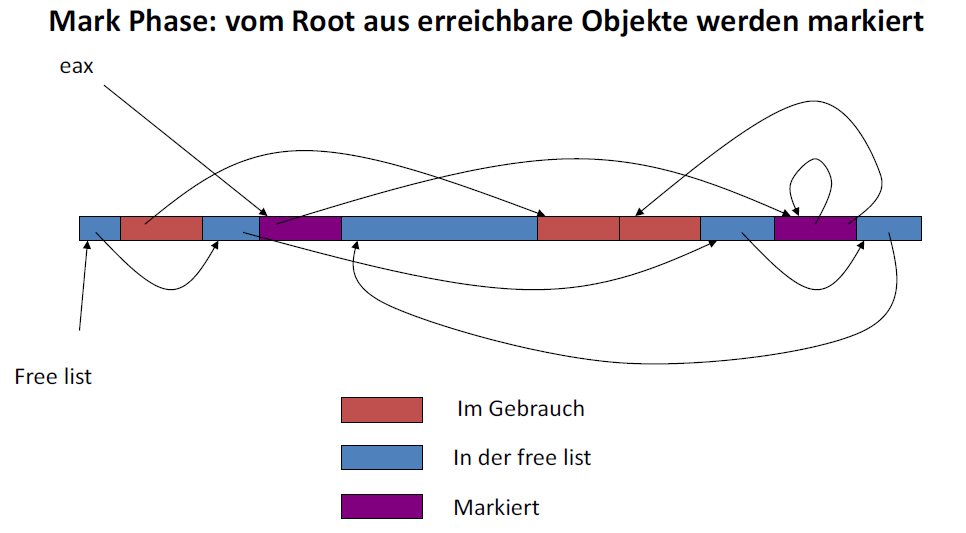 Mark Phase: vom Root aus erreichbare Objekte werden markiert
eax
Free list
Im Gebrauch
In der free list
Markiert